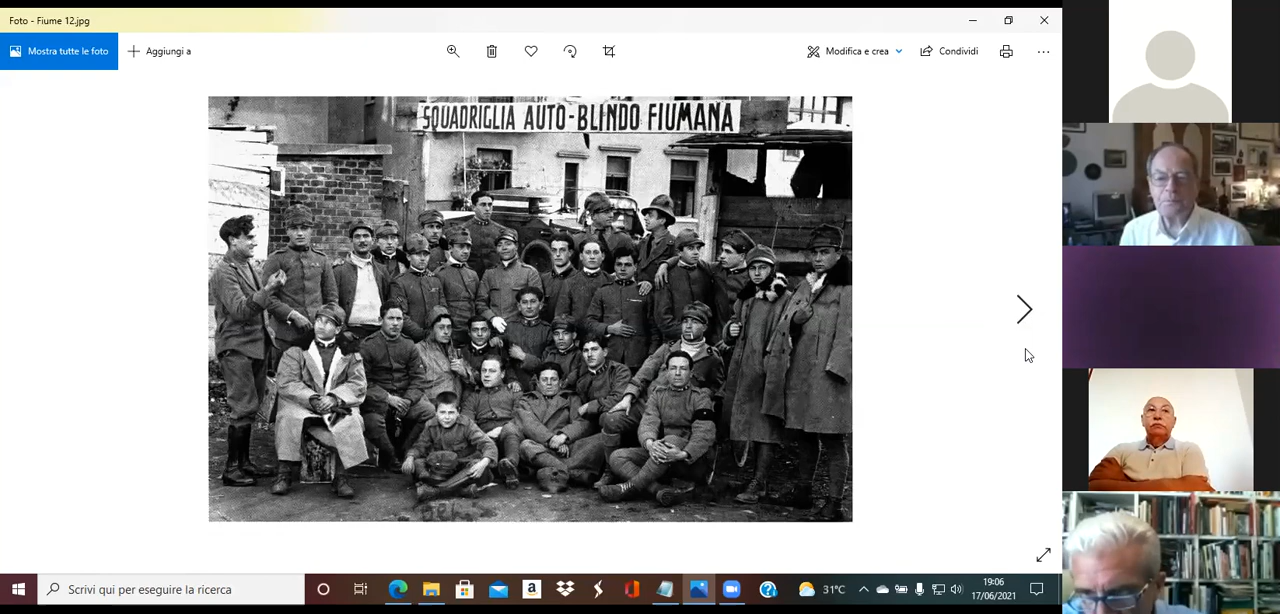 Foto - Fiume 12.jpg
Mostra tutte le foto
Aggiungi a
Modifica e crea
Condividi
SQUADRIGLIA AUTO-BLINDO FIUMANA
Scrivi qui per eseguire la ricerca
31°C
19:06
17/06/2021